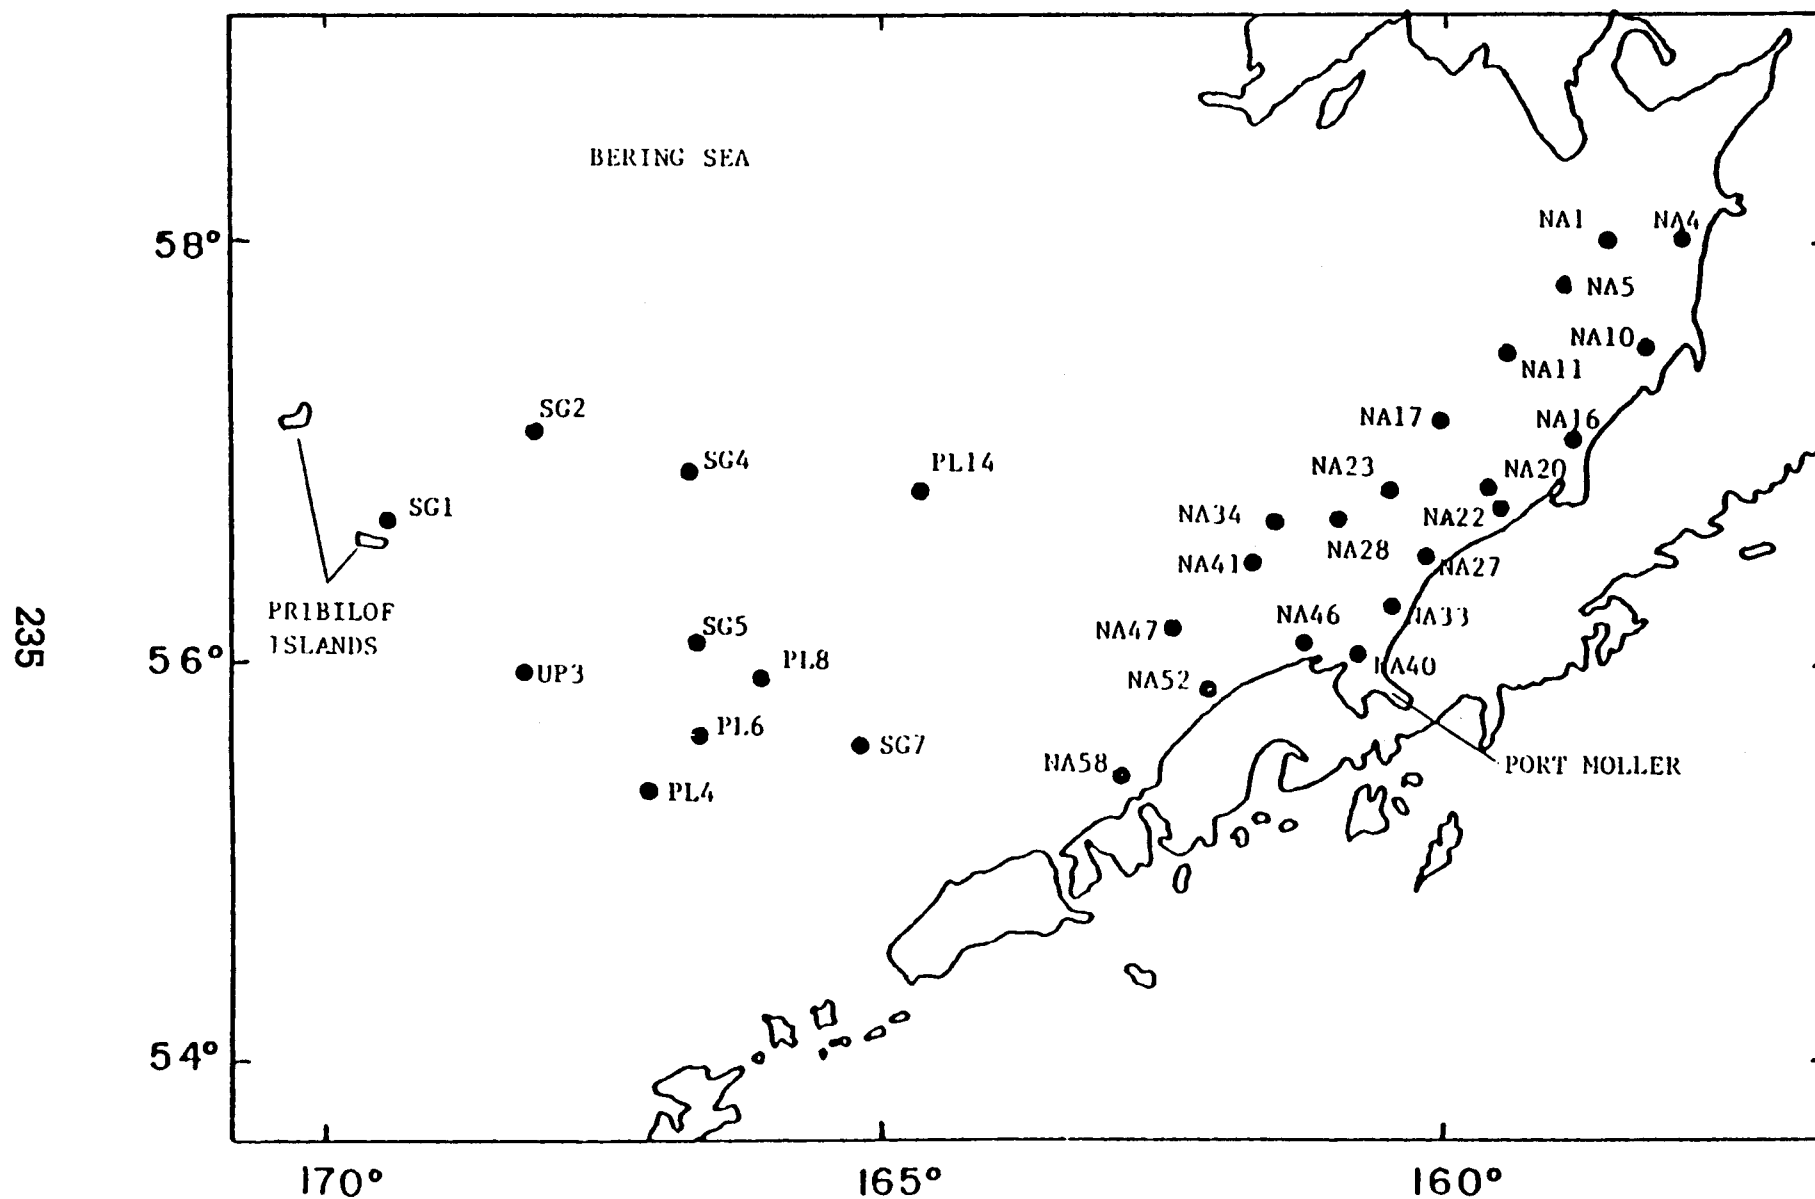 BERING SEA
58°
NA1
NA4
NA5
NA10
NA11
SG2
NA17
NA16
SG4
PL14
NA23
NA20
SG1
NA34
NA22
NA28
NA41
NA27
PRIBILOF
ISLANDS
SG5
NA47
NA46
NA33
235
56°
UP3
PL8
NA52
NA40
PL6
SG7
NA58
PORT MOLLER
PL4
54°
170°
165°
160°